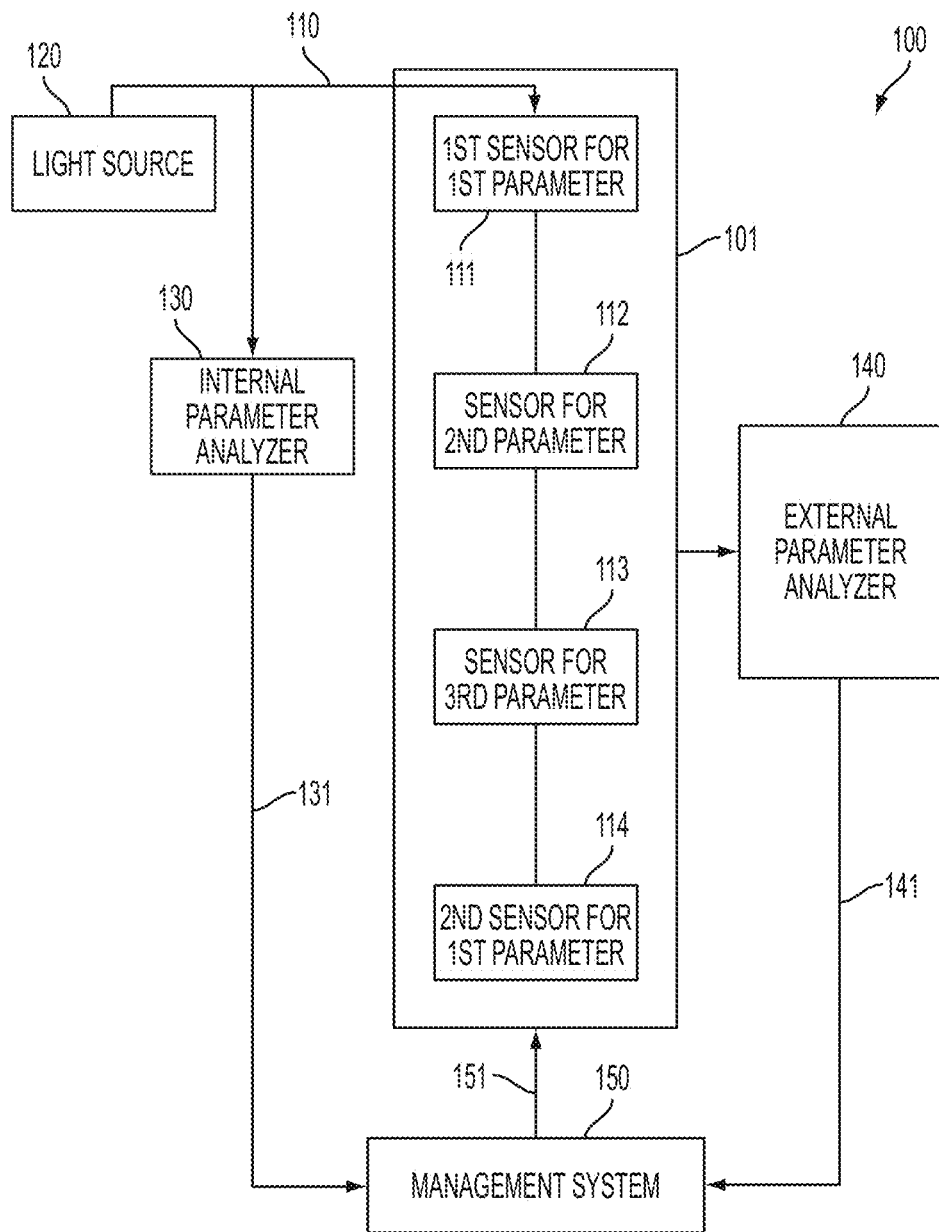 110
100
120
LIGHT SOURCE
1ST SENSOR FOR
1ST PARAMETER
111
101
130
INTERNAL
PARAMETER
ANALYZER
112
SENSOR FOR
2ND PARAMETER
140
EXTERNAL
PARAMETER
ANALYZER
113
SENSOR FOR
3RD PARAMETER
131
114
2ND SENSOR FOR
1ST PARAMETER
141
151
150
MANAGEMENT SYSTEM